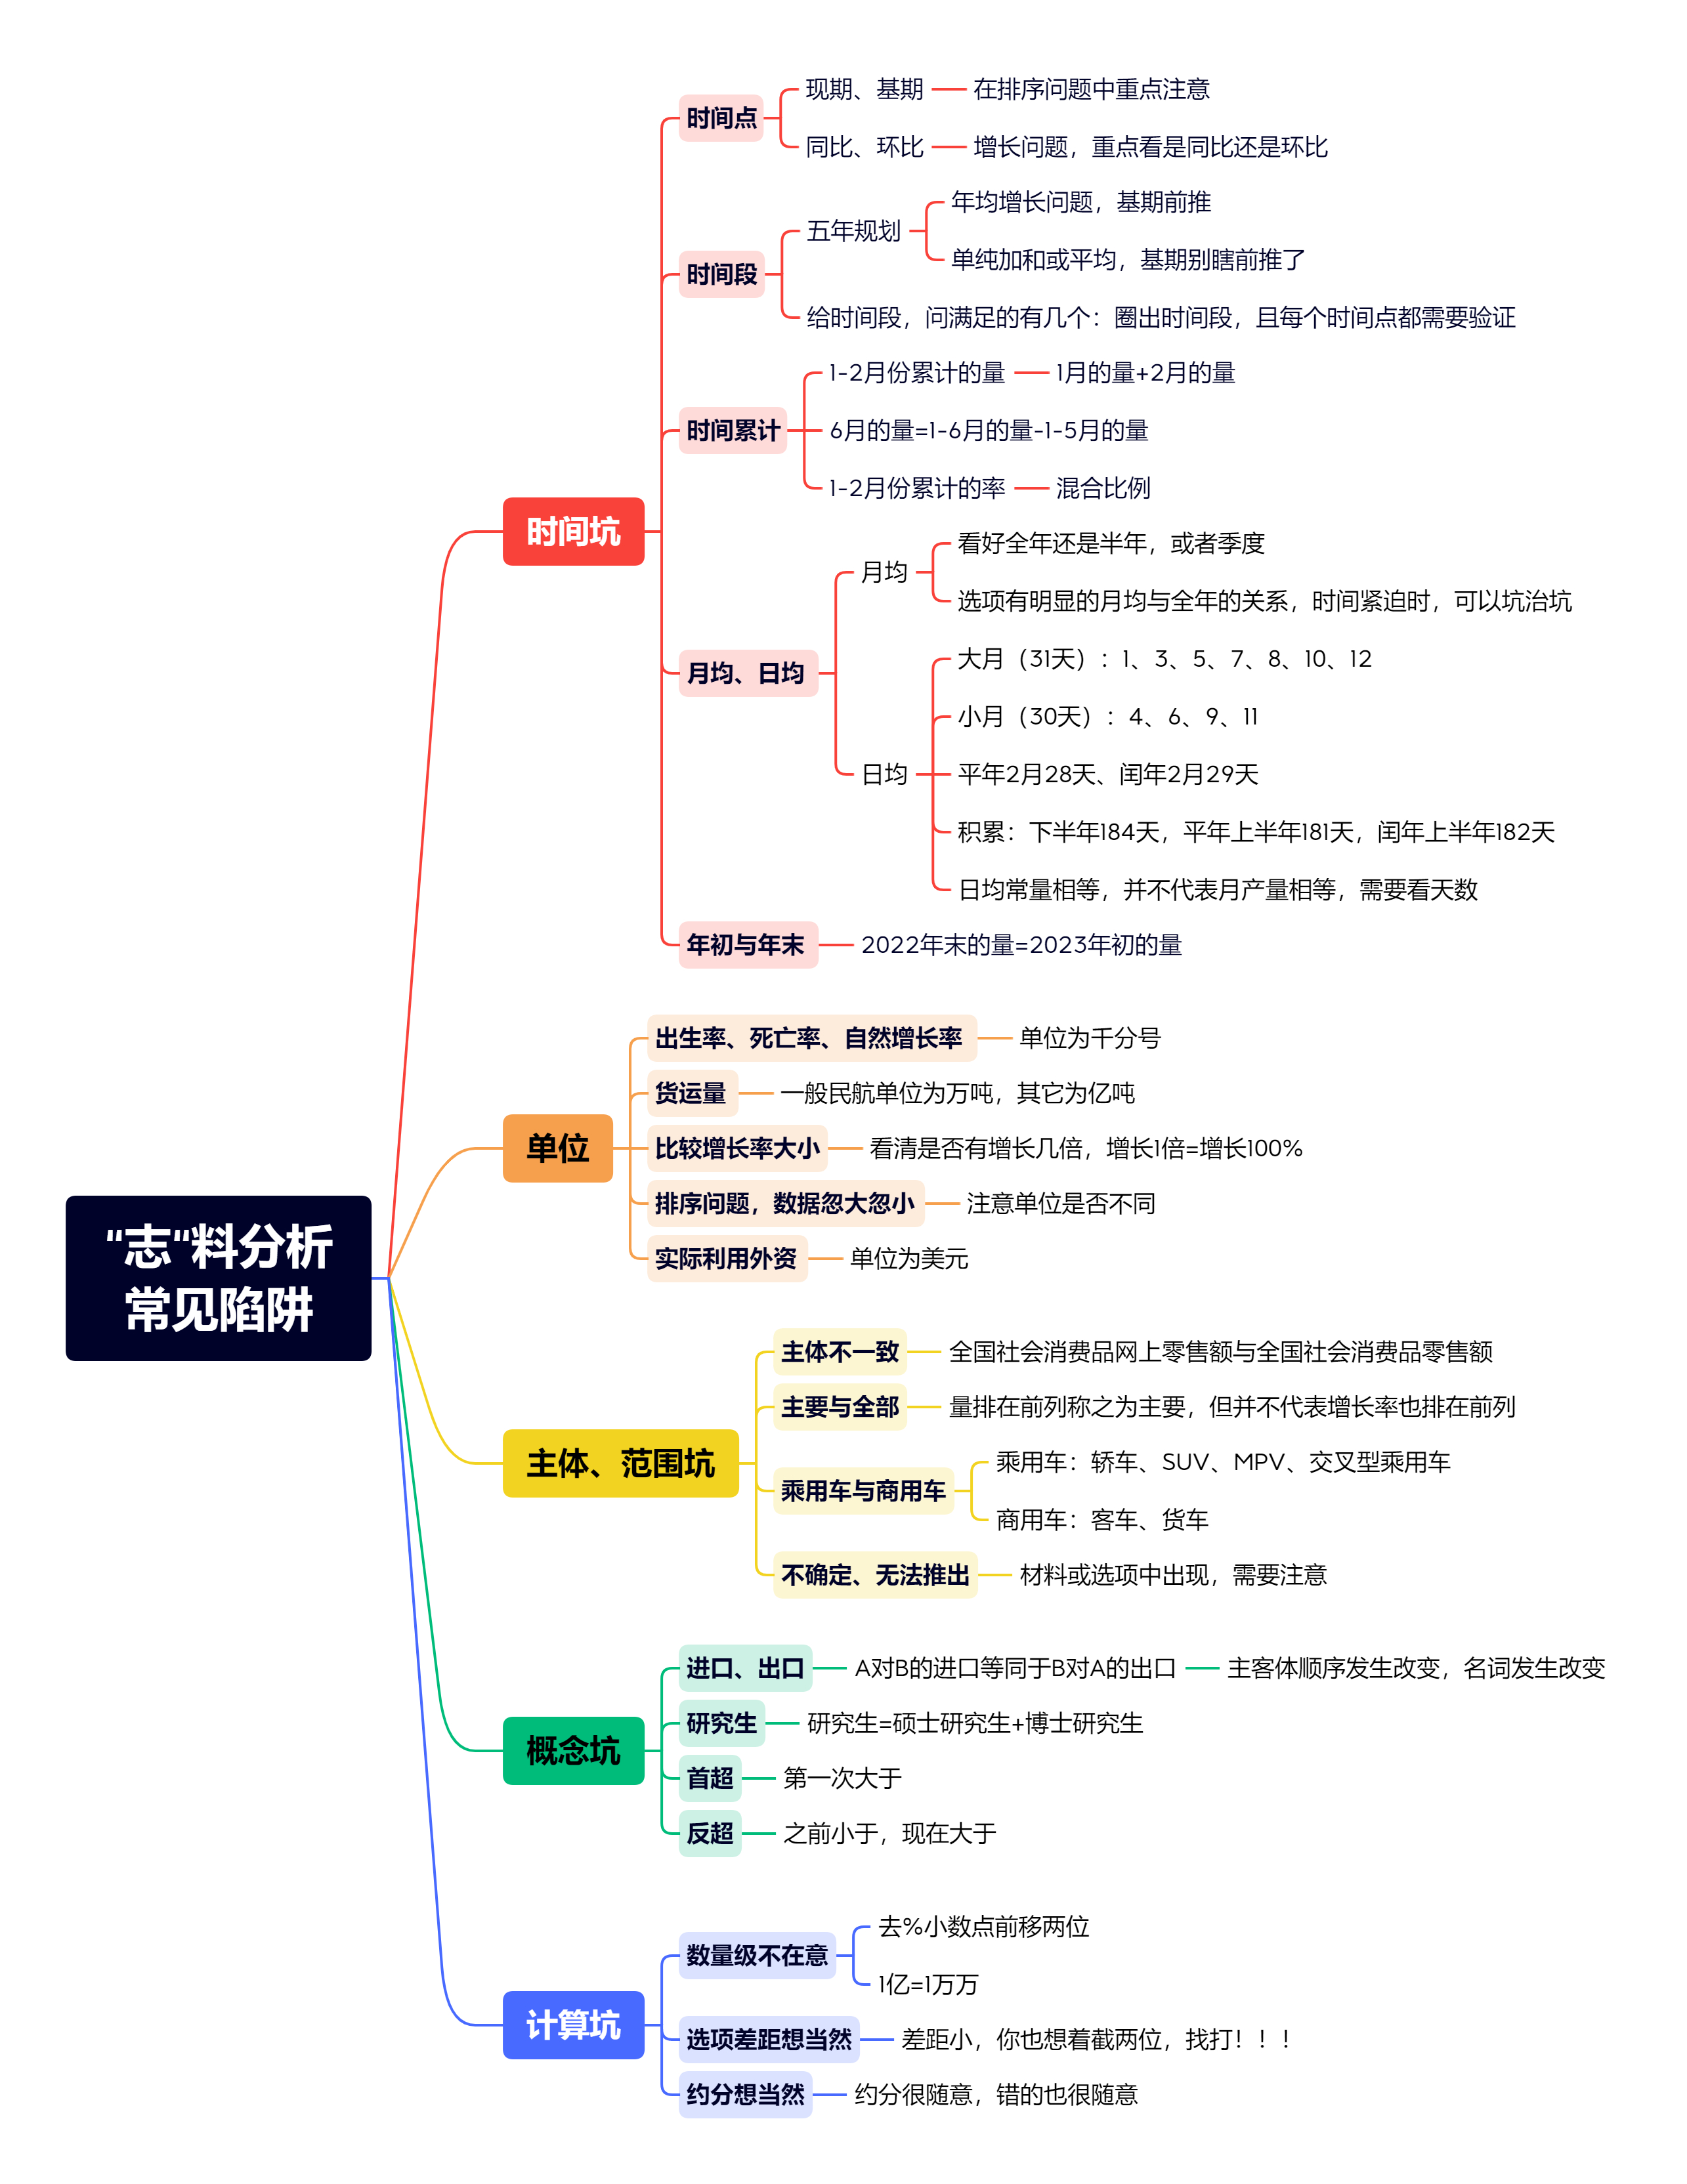 “志“料分析
常见陷阱
时间坑
时间点
现期、基期
在排序问题中重点注意
同比、环比
增长问题，重点看是同比还是环比
时间段
五年规划
年均增长问题，基期前推
单纯加和或平均，基期别瞎前推了
给时间段，问满足的有几个：圈出时间段，且每个时间点都需要验证
时间累计
1-2月份累计的量
1月的量+2月的量
6月的量=1-6月的量-1-5月的量
1-2月份累计的率
混合比例
月均、日均
月均
看好全年还是半年，或者季度
选项有明显的月均与全年的关系，时间紧迫时，可以坑治坑
日均
大月（31天）：1、3、5、7、8、10、12
小月（30天）：4、6、9、11
平年2月28天、闰年2月29天
积累：下半年184天，平年上半年181天，闰年上半年182天
日均常量相等，并不代表月产量相等，需要看天数
年初与年末
2022年末的量=2023年初的量
单位
出生率、死亡率、自然增长率
单位为千分号
货运量
一般民航单位为万吨，其它为亿吨
比较增长率大小
看清是否有增长几倍，增长1倍=增长100%
排序问题，数据忽大忽小
注意单位是否不同
实际利用外资
单位为美元
主体、范围坑
主体不一致
全国社会消费品网上零售额与全国社会消费品零售额
主要与全部
量排在前列称之为主要，但并不代表增长率也排在前列
乘用车与商用车
乘用车：轿车、SUV、MPV、交叉型乘用车
商用车：客车、货车
不确定、无法推出
材料或选项中出现，需要注意
概念坑
进口、出口
A对B的进口等同于B对A的出口
主客体顺序发生改变，名词发生改变
研究生
研究生=硕士研究生+博士研究生
首超
第一次大于
反超
之前小于，现在大于
计算坑
数量级不在意
去%小数点前移两位
1亿=1万万
选项差距想当然
差距小，你也想着截两位，找打！！！
约分想当然
约分很随意，错的也很随意